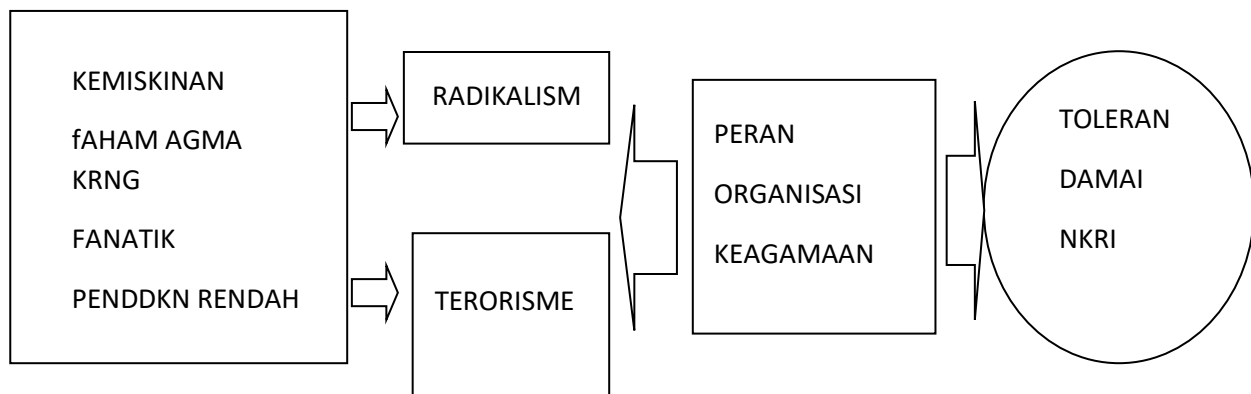 KEMISKINAN
fAHAM AGMA
KRNG
FANATIK
PENDDKN RENDAH
RADIKALISM
TERORISME
PERAN
ORGANISASI
KEAGAMAAN
TOLERAN
DAMAI
NKRI